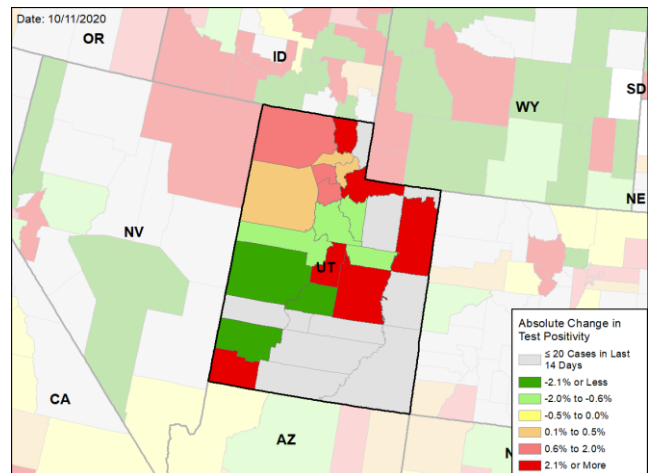 Date: 10/11/2020
OR
ID
WY
SD
NE
NV
UT
CA
AZ
N
Absolute Change in
Test Positivity
≤ 20 Cases in Last
14 Days
-2.1% or Less
-2.0% to -0.6%
-0.5% to 0.0%
0.1% to 0.5%
0.6% to 2.0%
2.1% or More